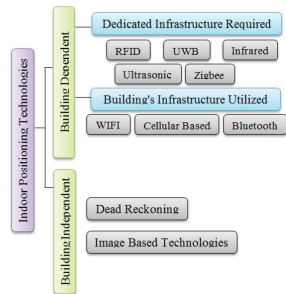 Indoor Positioning Technologies
Building Dependent
Dedicated Infrastructure Required
RFID
UWB
Infrared
Ultrasonic
Zigbee
Building's Infrastructure Utilized
WIFI
Cellular Based
Bluetooth
Building Independent
Dead Reckoning
Image Based Technologies